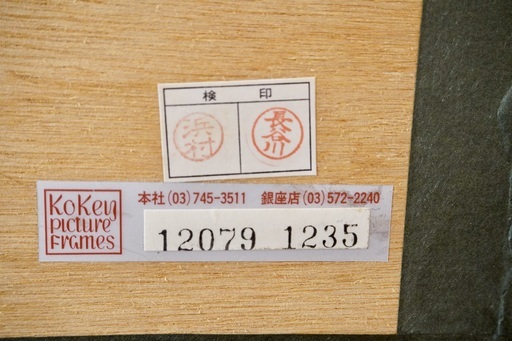 検 印
浜村
長谷川
KoKen
picture
Frames
本社(03)745-3511 銀座店(03)572-2240
12079 1235